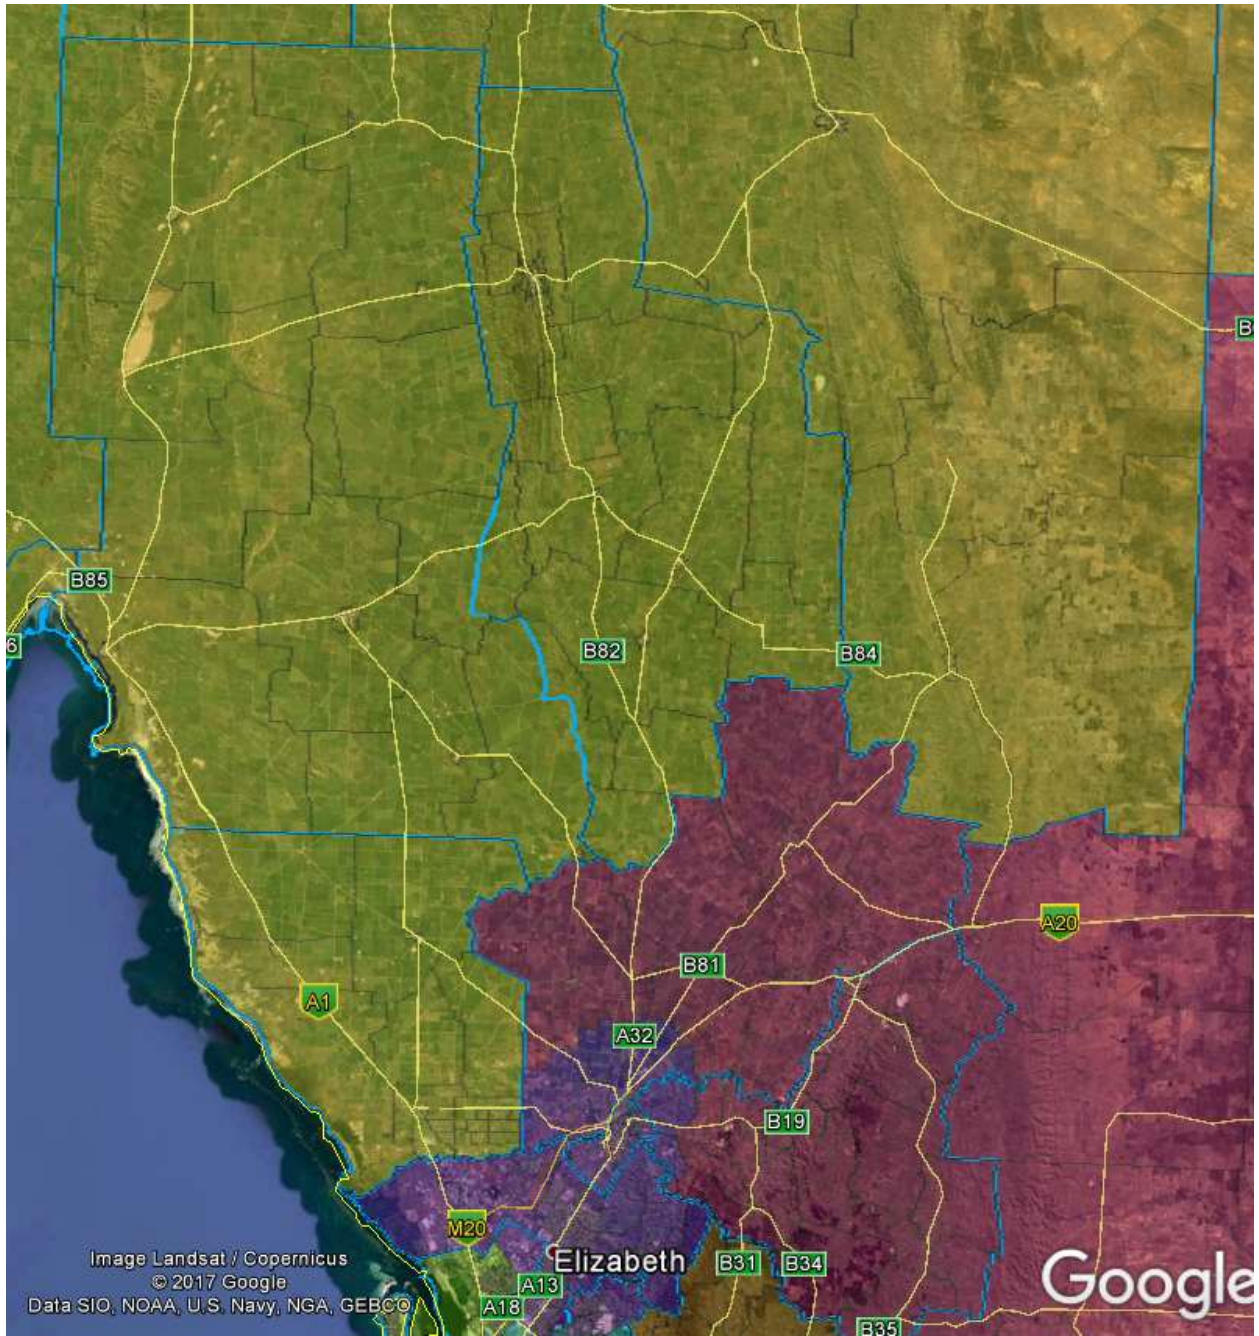 B
B85
6
B82
B84
A20
B81
A1
A32
B19
M20
Elizabeth
B31
B34
A13
A18
B35
Image Landsat / Copernicus
© 2017 Google
Data SIO, NOAA, U.S. Navy, NGA, GEBCO
Google